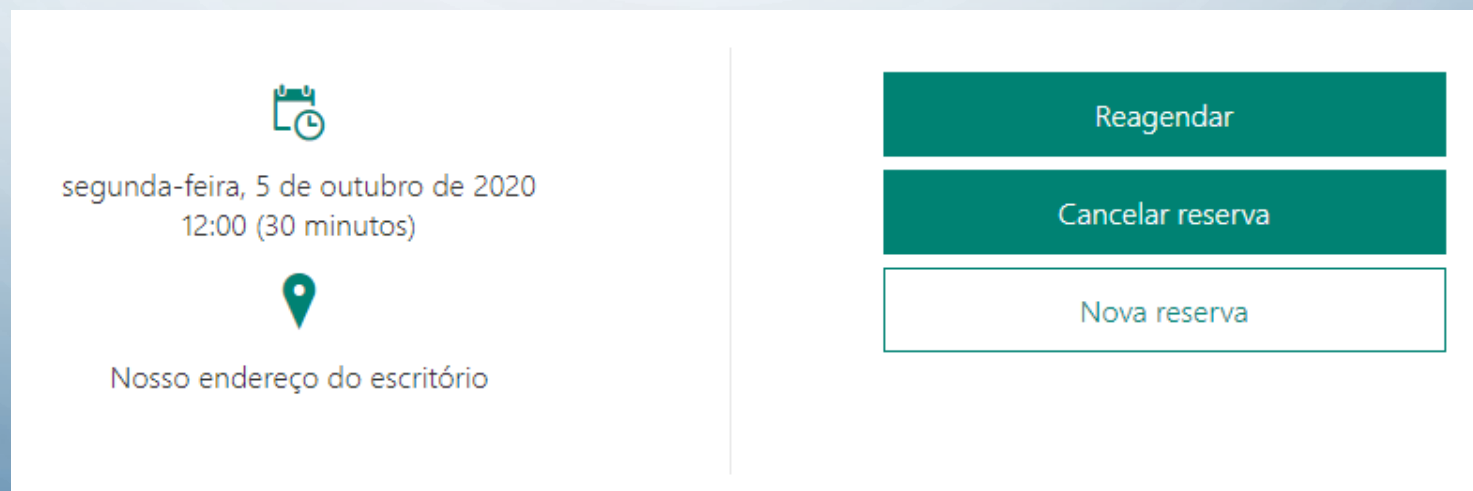 segunda-feira, 5 de outubro de 2020
12:00 (30 minutos)
Nosso endereço do escritório
Reagendar
Cancelar reserva
Nova reserva